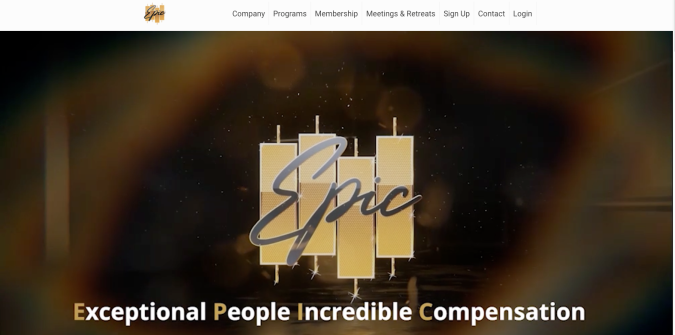 Epic
Company Programs Membership Meetings & Retreats Sign Up Contact Login
Epic
Exceptional People Incredible Compensation